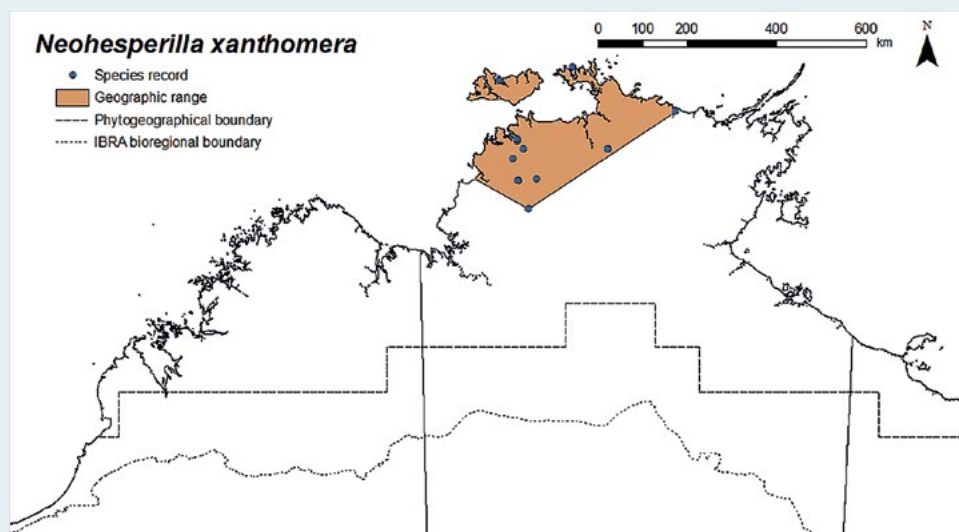 Neohesperilla xanthomera
Species record
Geographic range
Phytogeographical boundary
IBRA bioregional boundary
0 100 200 400 600
km
N